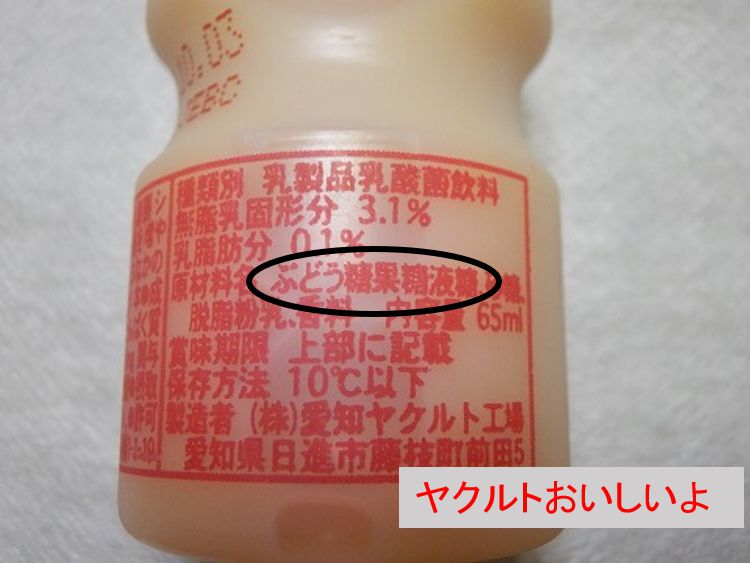 0.03
種類別 乳製品乳酸菌飲料
無脂乳固形分 3.1%
乳脂肪分 0.1%
原材料名 ぶどう糖果糖液糖、砂糖、
脱脂粉乳、香料 内容量 65ml
賞味期限 上部に記載
保存方法 10℃以下
製造者 (株)愛知ヤクルト工場
愛知県日進市藤枝町前田5
ヤクルトおいしいよ